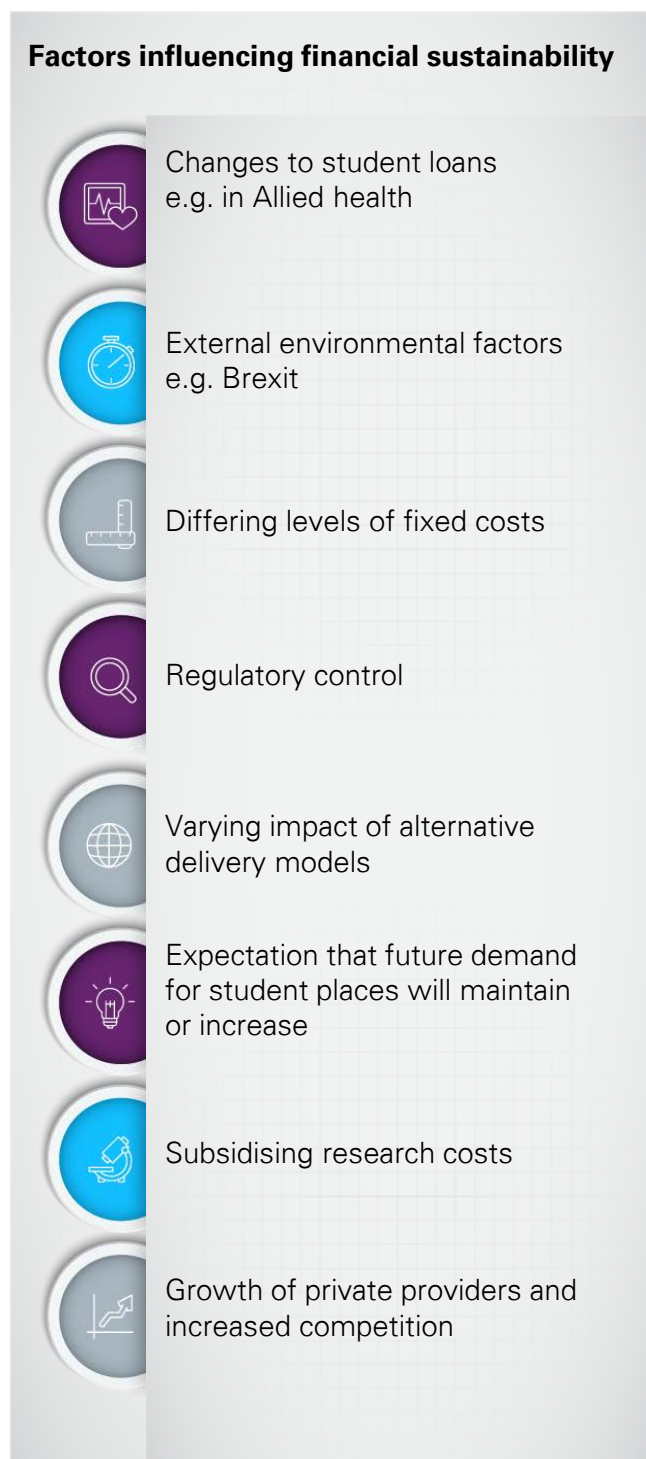 Factors influencing financial sustainability
Changes to student loans
e.g. in Allied health
External environmental factors
e.g. Brexit
Differing levels of fixed costs
Regulatory control
Varying impact of alternative
delivery models
Expectation that future demand
for student places will maintain
or increase
Subsidising research costs
Growth of private providers and
increased competition